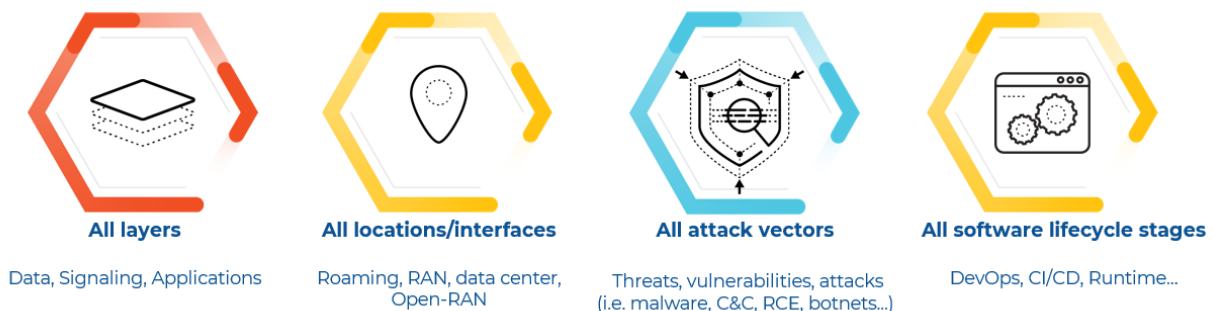 All layers
Data, Signaling, Applications
All locations/interfaces
Roaming, RAN, data center,
Open-RAN
All attack vectors
Threats, vulnerabilities, attacks
(i.e. malware, C&C, RCE, botnets...)
All software lifecycle stages
DevOps, CI/CD, Runtime...